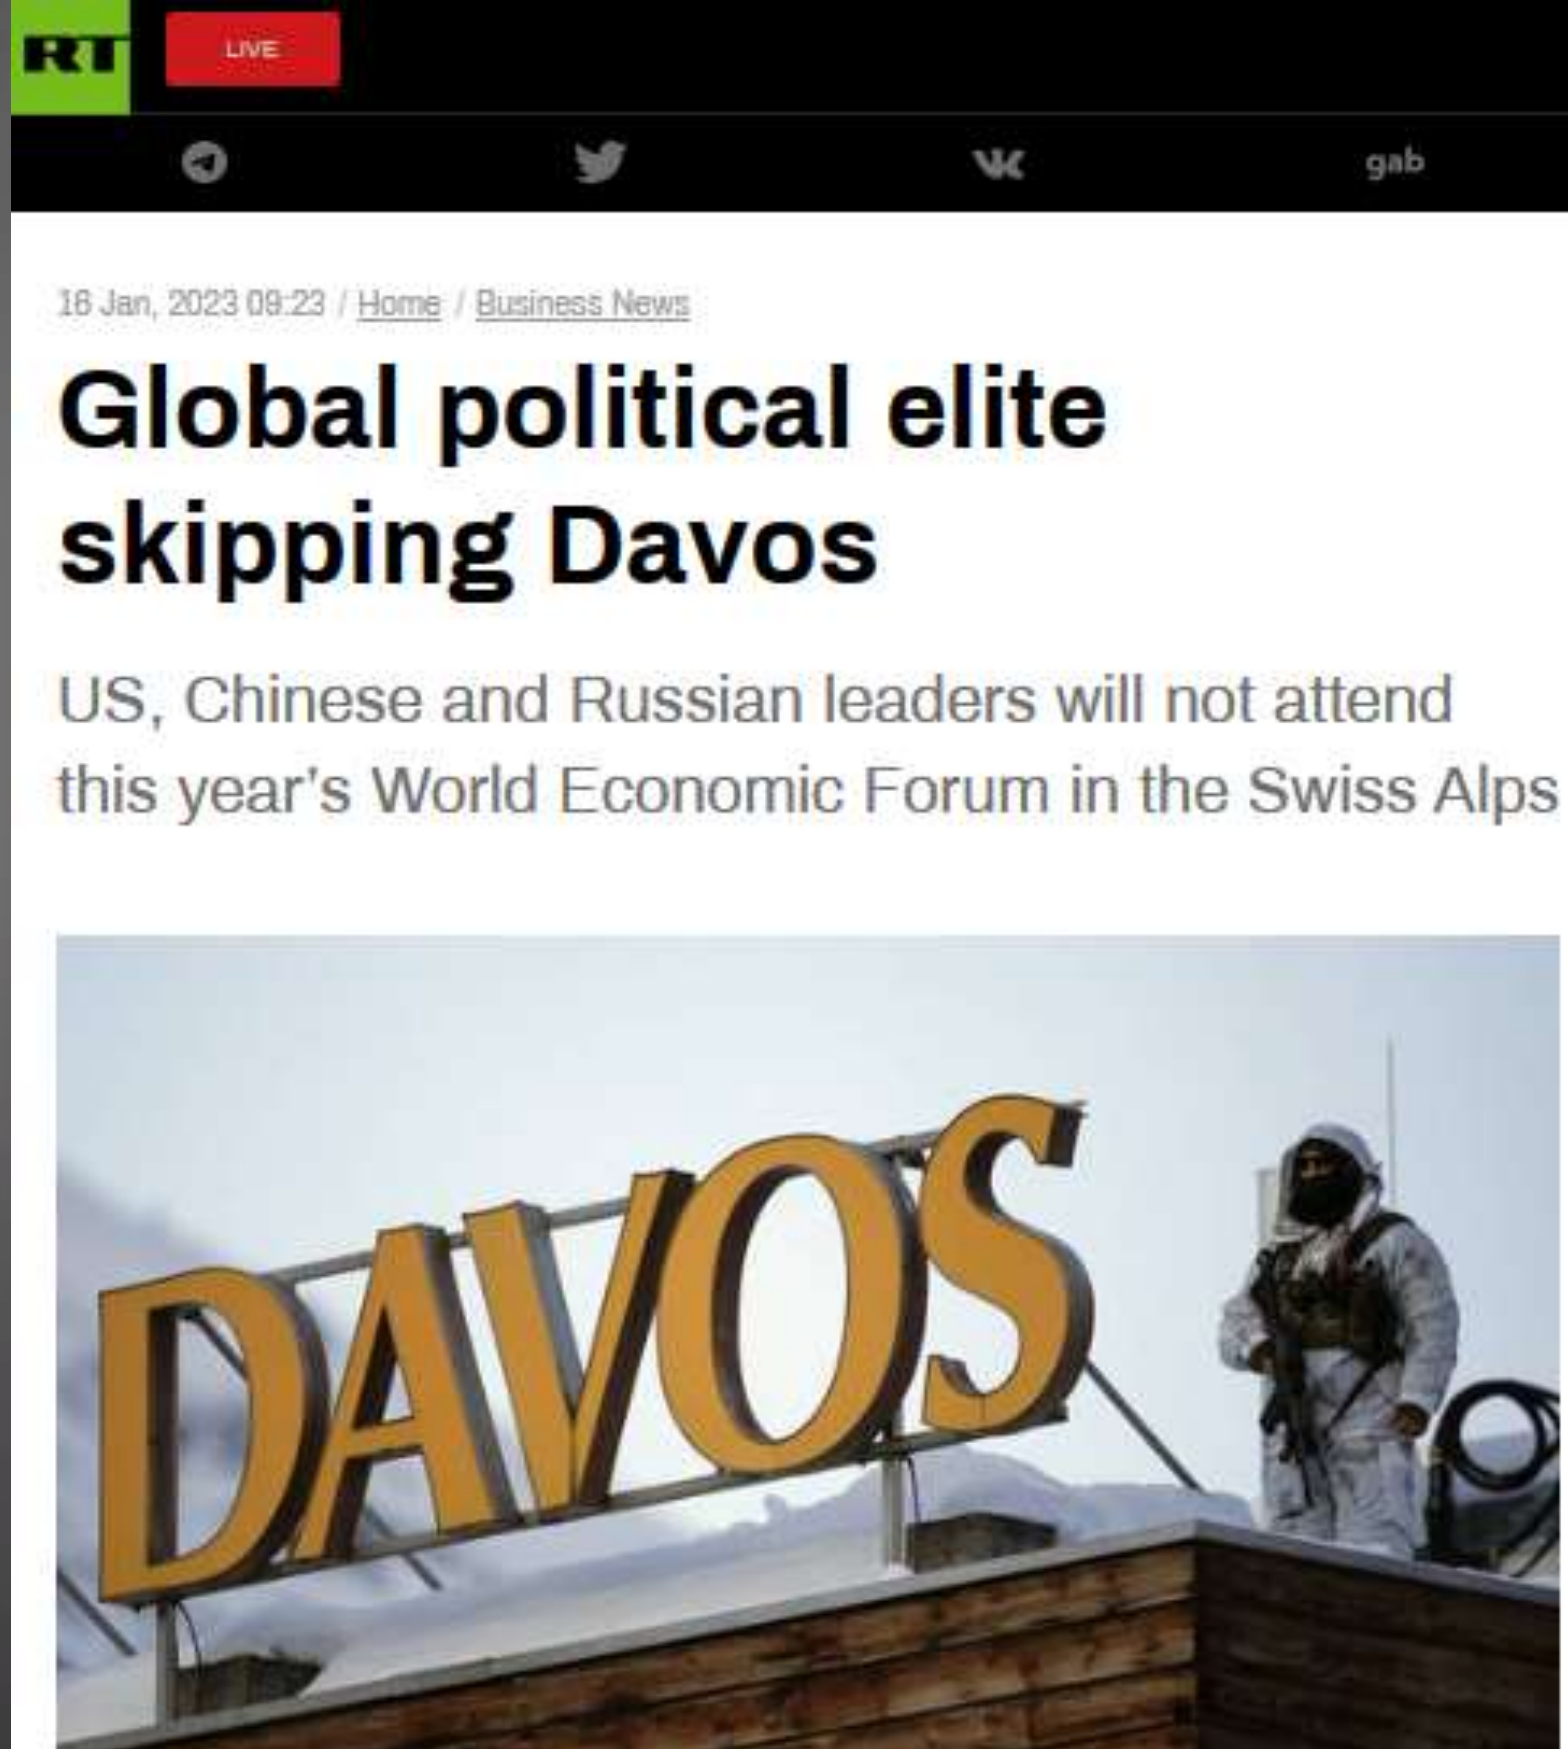 RT
LIVE
gab
16 Jan, 2023 09:23 / Home / Business News
Global political elite
skipping Davos
US, Chinese and Russian leaders will not attend
this year's World Economic Forum in the Swiss Alps
DAVOS